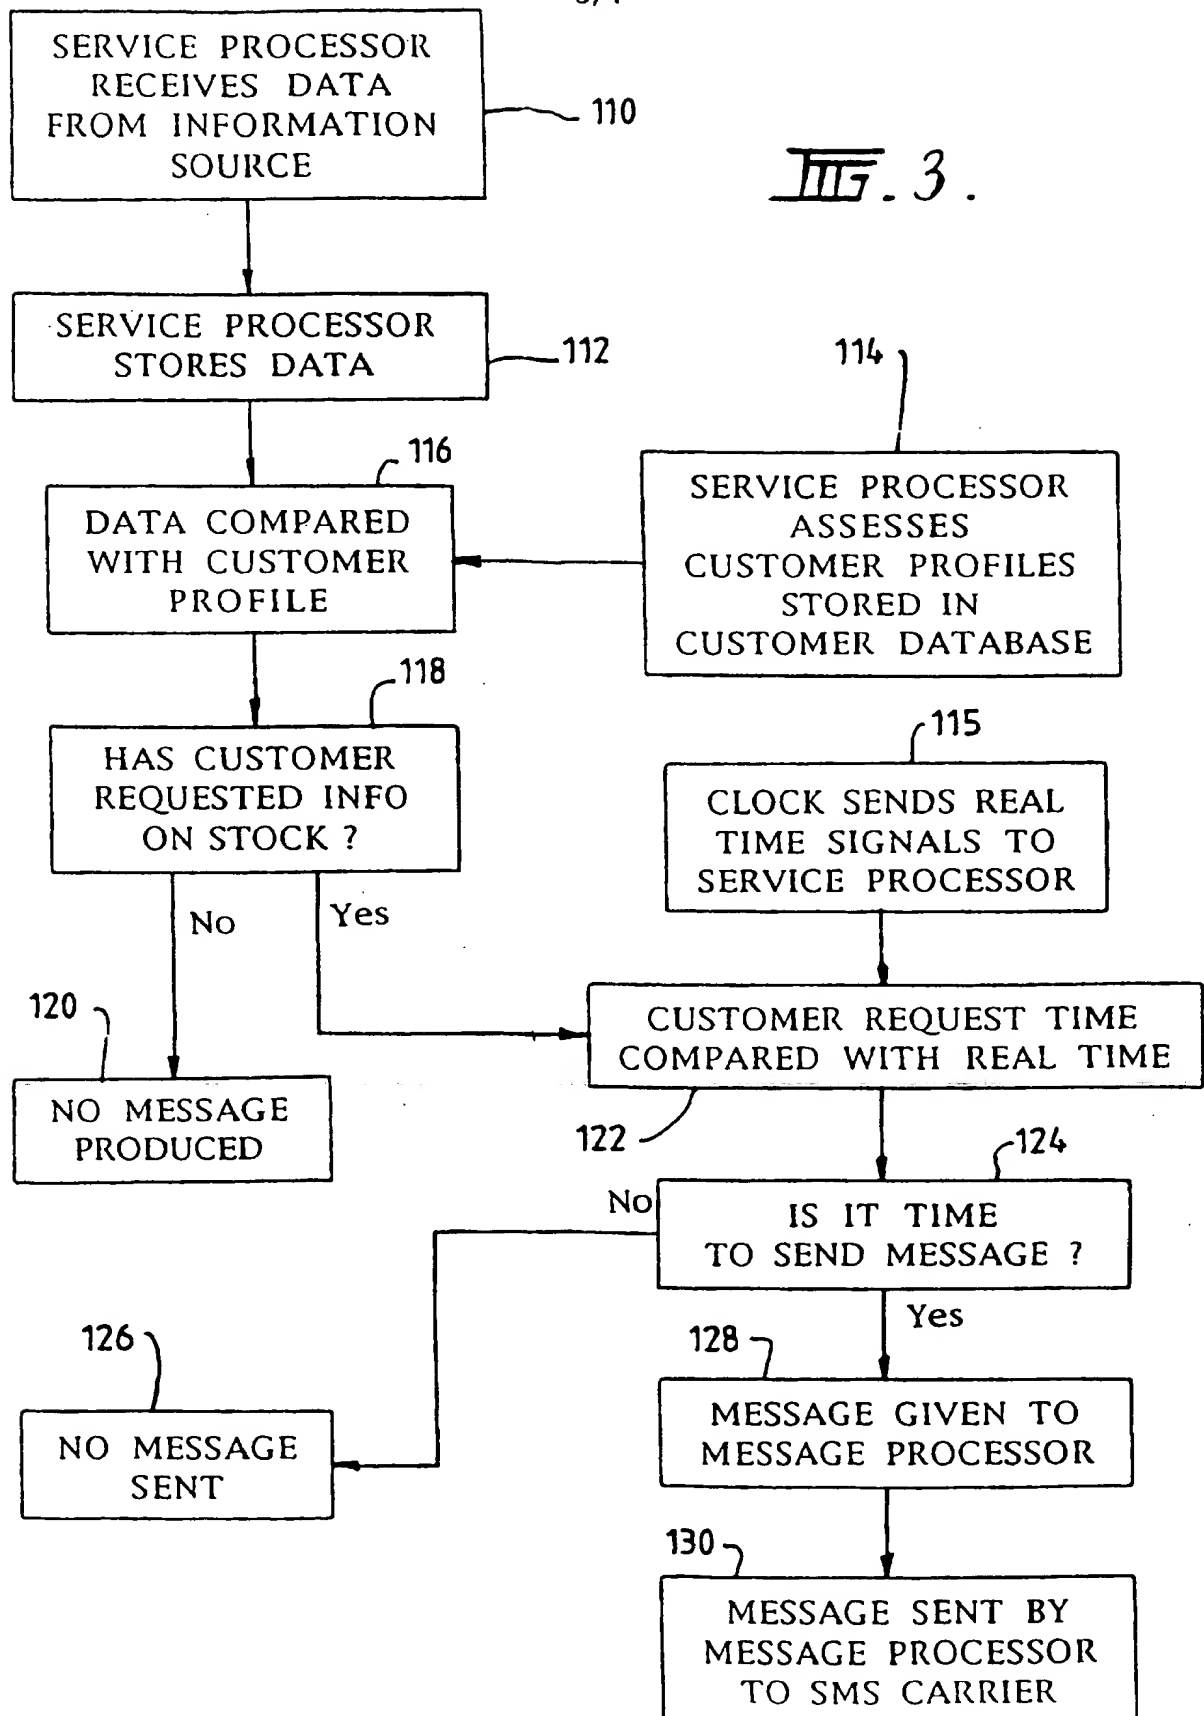 SERVICE PROCESSOR
RECEIVES DATA
FROM INFORMATION
SOURCE
110
FIG. 3.
SERVICE PROCESSOR
STORES DATA
112
114
116
DATA COMPARED
WITH CUSTOMER
PROFILE
SERVICE PROCESSOR
ASSESSES
CUSTOMER PROFILES
STORED IN
CUSTOMER DATABASE
118
HAS CUSTOMER
REQUESTED INFO
ON STOCK ?
115
CLOCK SENDS REAL
TIME SIGNALS TO
SERVICE PROCESSOR
No
Yes
120
NO MESSAGE
PRODUCED
CUSTOMER REQUEST TIME
COMPARED WITH REAL TIME
122
124
No
IS IT TIME
TO SEND MESSAGE ?
Yes
126
NO MESSAGE
SENT
128
MESSAGE GIVEN TO
MESSAGE PROCESSOR
130
MESSAGE SENT BY
MESSAGE PROCESSOR
TO SMS CARRIER